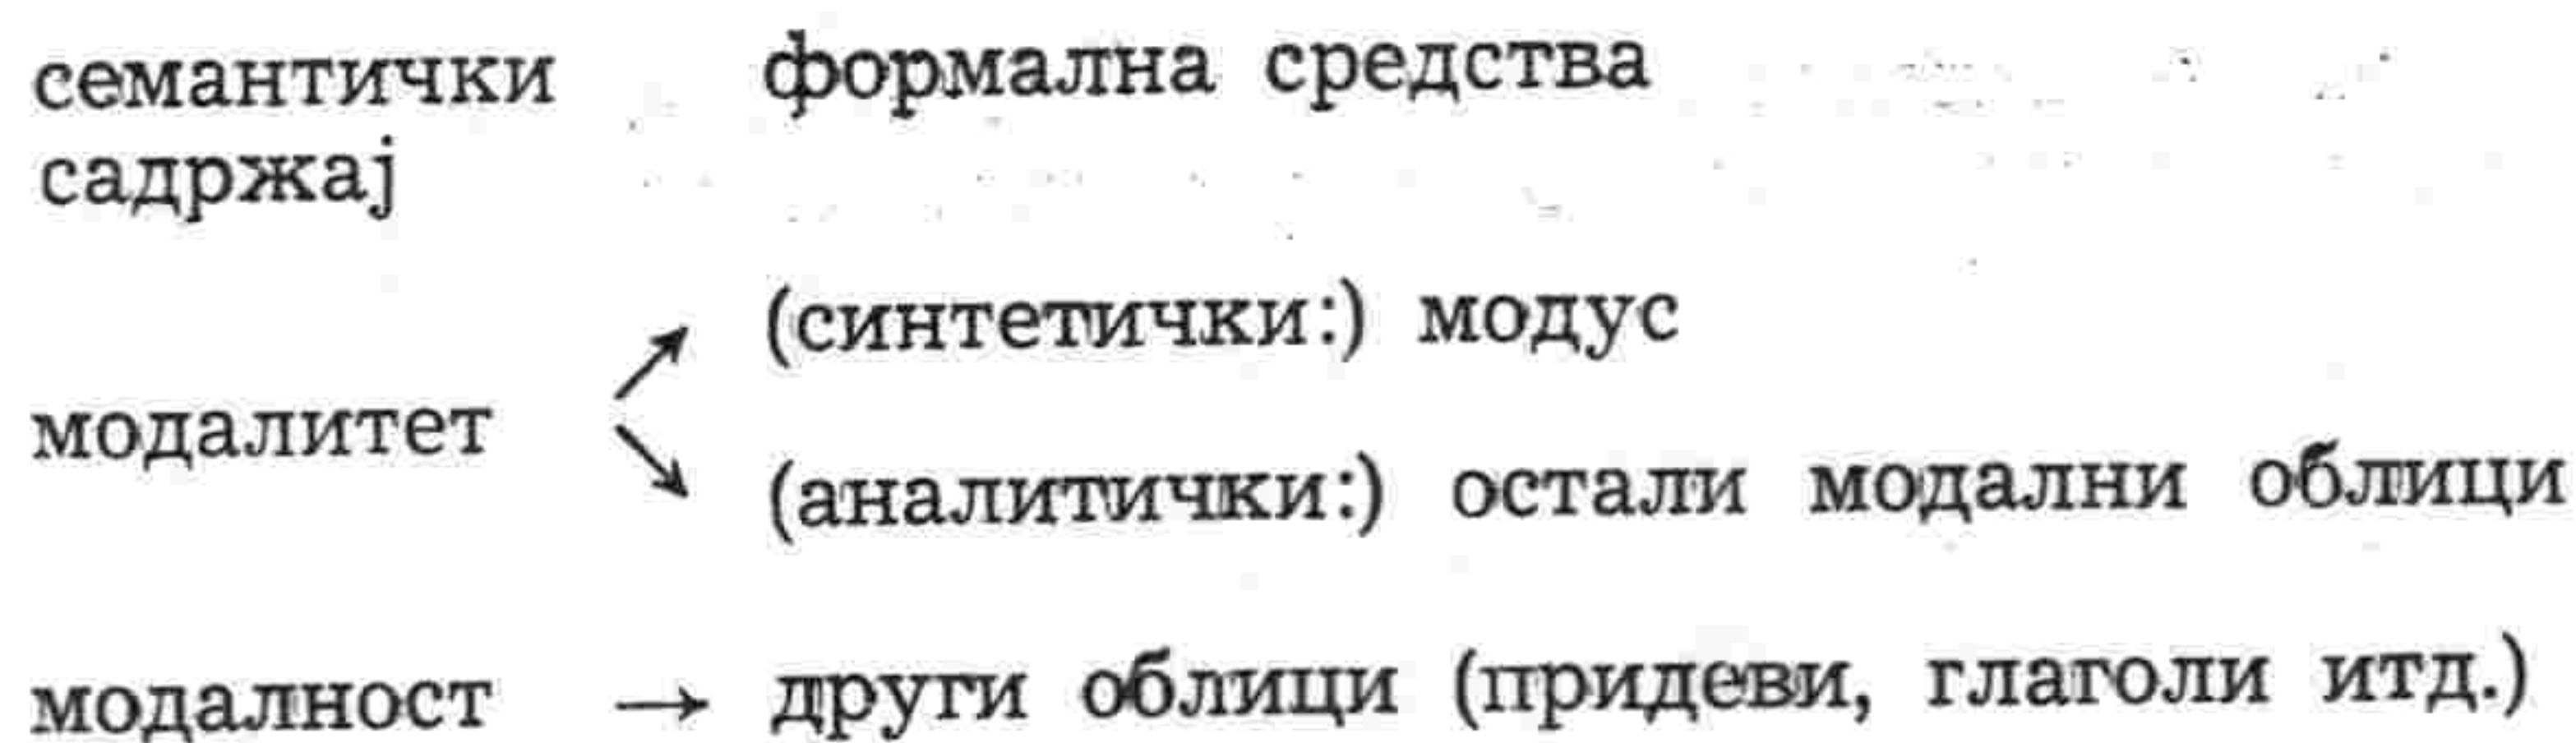 семантички формална средства
садржај
(синтетички:) модус
модалитет
(аналитички:) остали модални облици
модалност → други облици (придеви, глаголи итд.)